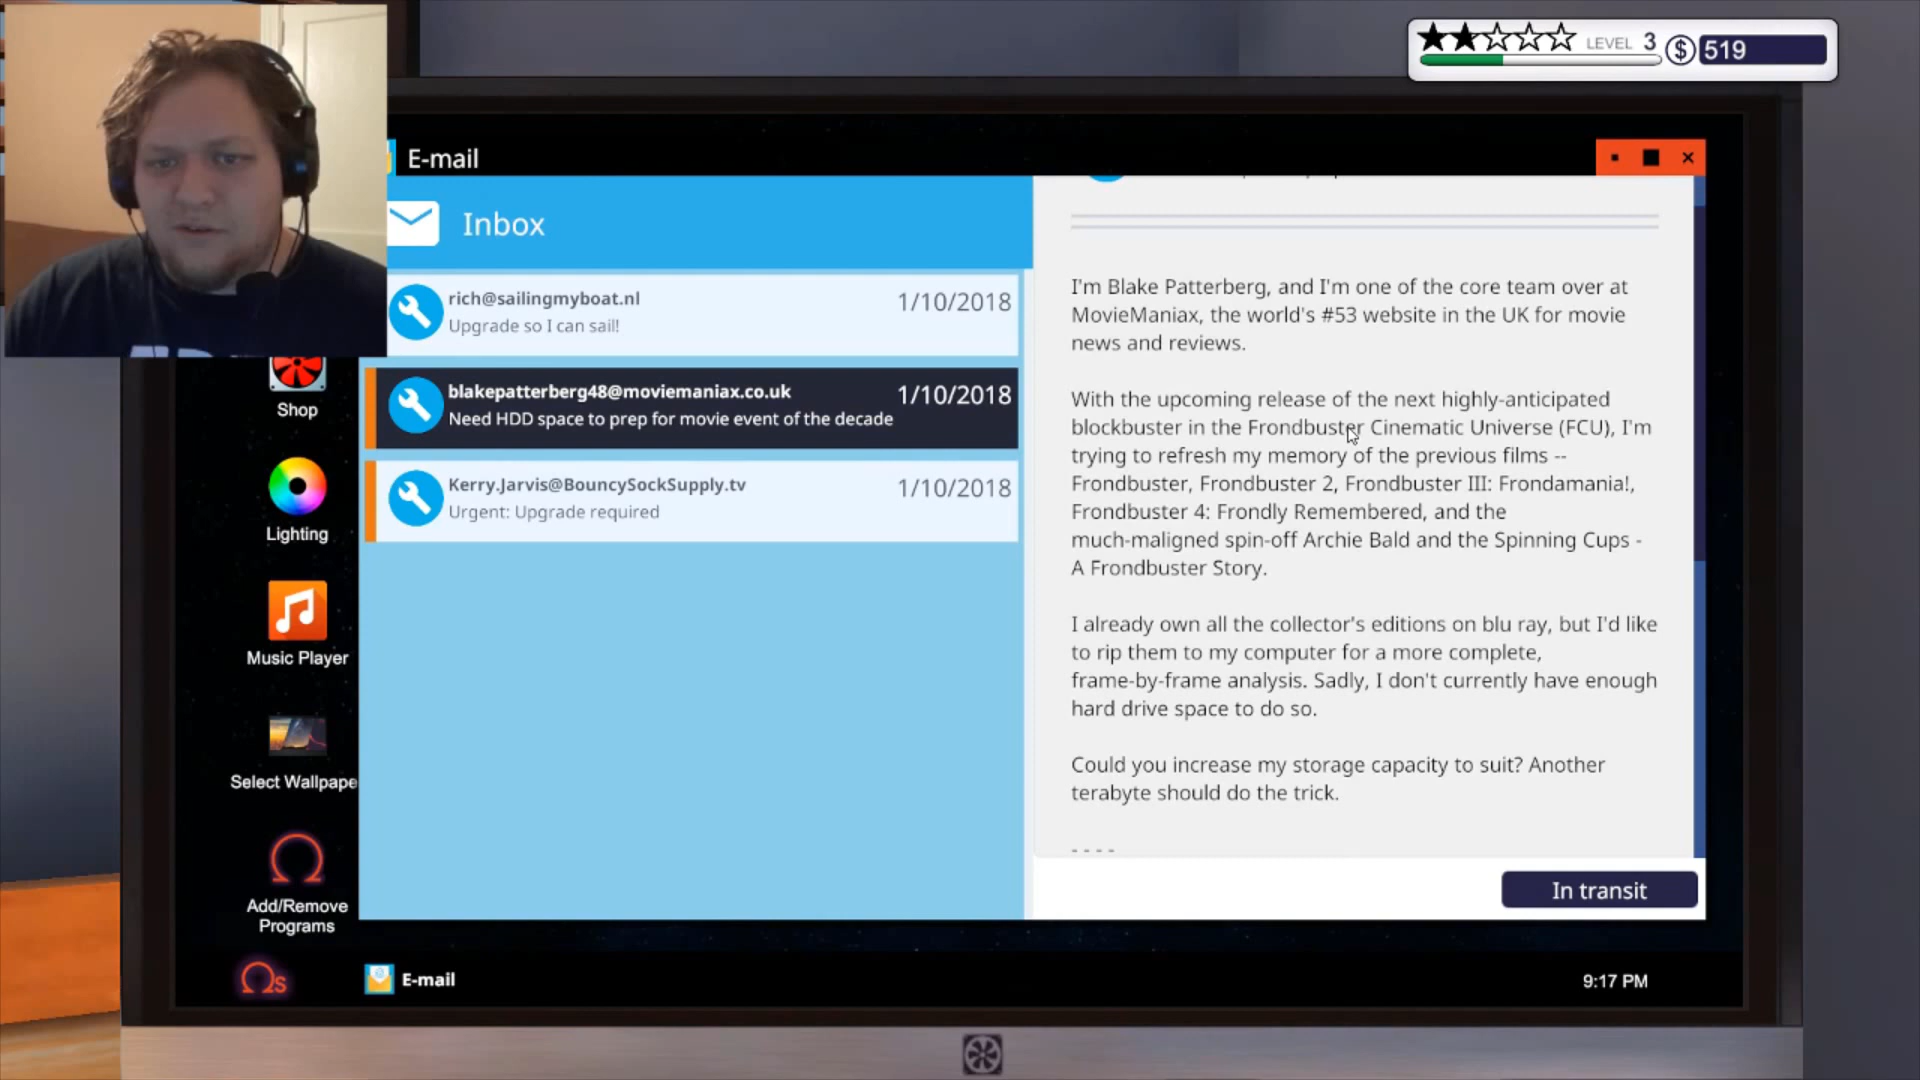 LEVEL 3
$ 519
E-mail
Inbox
rich@sailingmyboat.nl
1/10/2018
Upgrade so I can sail!
blakepatterberg48@moviemaniax.co.uk
1/10/2018
Need HDD space to prep for movie event of the decade
Kerry.Jarvis@BouncySockSupply.tv
1/10/2018
Urgent: Upgrade required
I'm Blake Patterberg, and I'm one of the core team over at
MovieManiax, the world's #53 website in the UK for movie
news and reviews.
With the upcoming release of the next highly-anticipated
blockbuster in the Frondbuster Cinematic Universe (FCU), I'm
trying to refresh my memory of the previous films --
Frondbuster, Frondbuster 2, Frondbuster III: Frondamania!,
Frondbuster 4: Frondly Remembered, and the
much-maligned spin-off Archie Bald and the Spinning Cups -
A Frondbuster Story.
I already own all the collector's editions on blu ray, but I'd like
to rip them to my computer for a more complete,
frame-by-frame analysis. Sadly, I don't currently have enough
hard drive space to do so.
Could you increase my storage capacity to suit? Another
terabyte should do the trick.
----
In transit
Shop
Lighting
Music Player
Select Wallpape
Add/Remove
Programs
Ωs
E-mail
9:17 PM